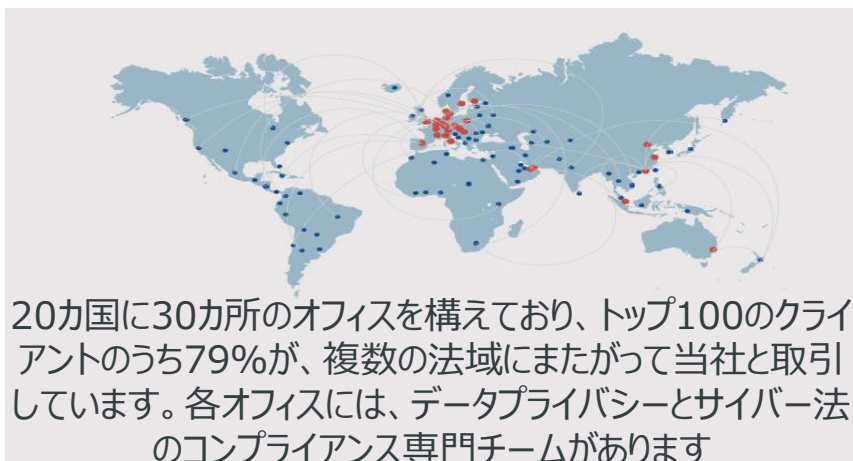 20カ国に30カ所のオフィスを構えており、トップ100のクライ
アントのうち79%が、複数の法域にまたがって当社と取引
しています。各オフィスには、データプライバシーとサイバー法
のコンプライアンス専門チームがあります